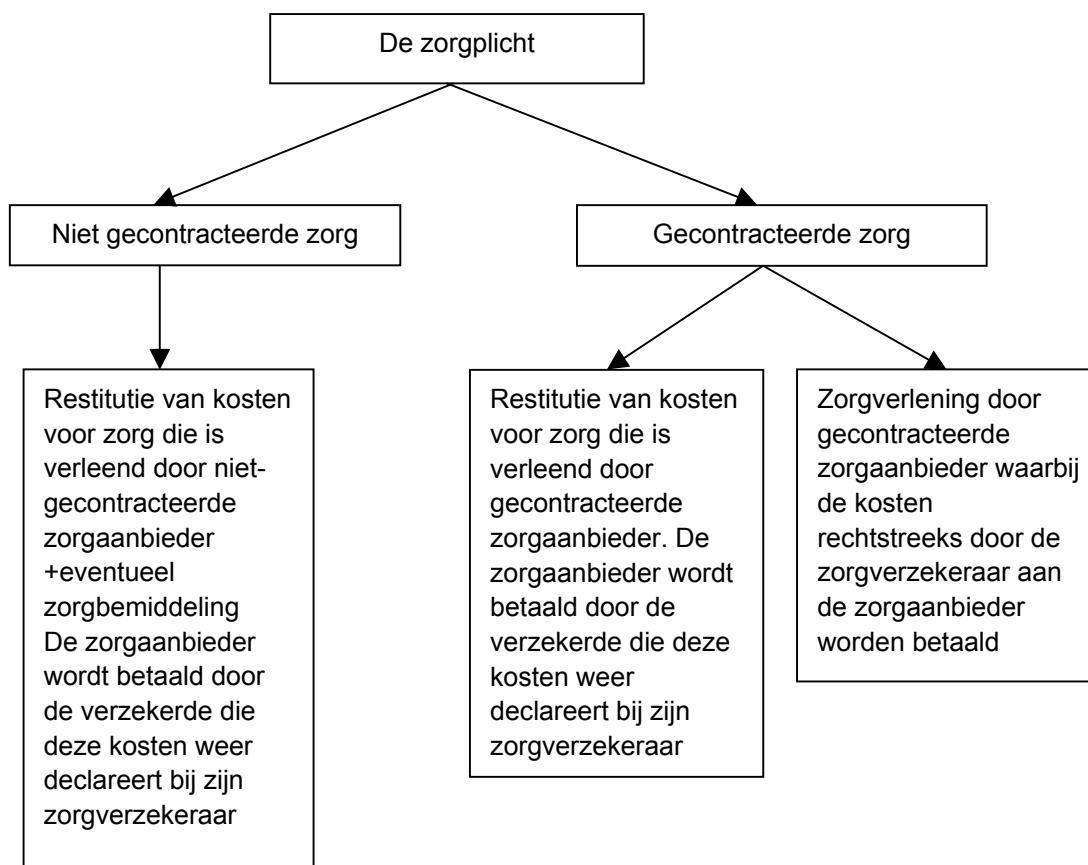 De zorgplicht
Niet gecontracteerde zorg
Gecontracteerde zorg
Restitutie van kosten
voor zorg die is
verleend door niet-
gecontracteerde
zorgaanbieder
+eventueel
zorgbemiddeling
De zorgaanbieder
wordt betaald door
de verzekerde die
deze kosten weer
declareert bij zijn
zorgverzekeraar
Restitutie van kosten
voor zorg die is
verleend door
gecontracteerde
zorgaanbieder. De
zorgaanbieder wordt
betaald door de
verzekerde die deze
kosten weer
declareert bij zijn
zorgverzekeraar
Zorgverlening door
gecontracteerde
zorgaanbieder waarbij
de kosten
rechtstreeks door de
zorgverzekeraar aan
de zorgaanbieder
worden betaald